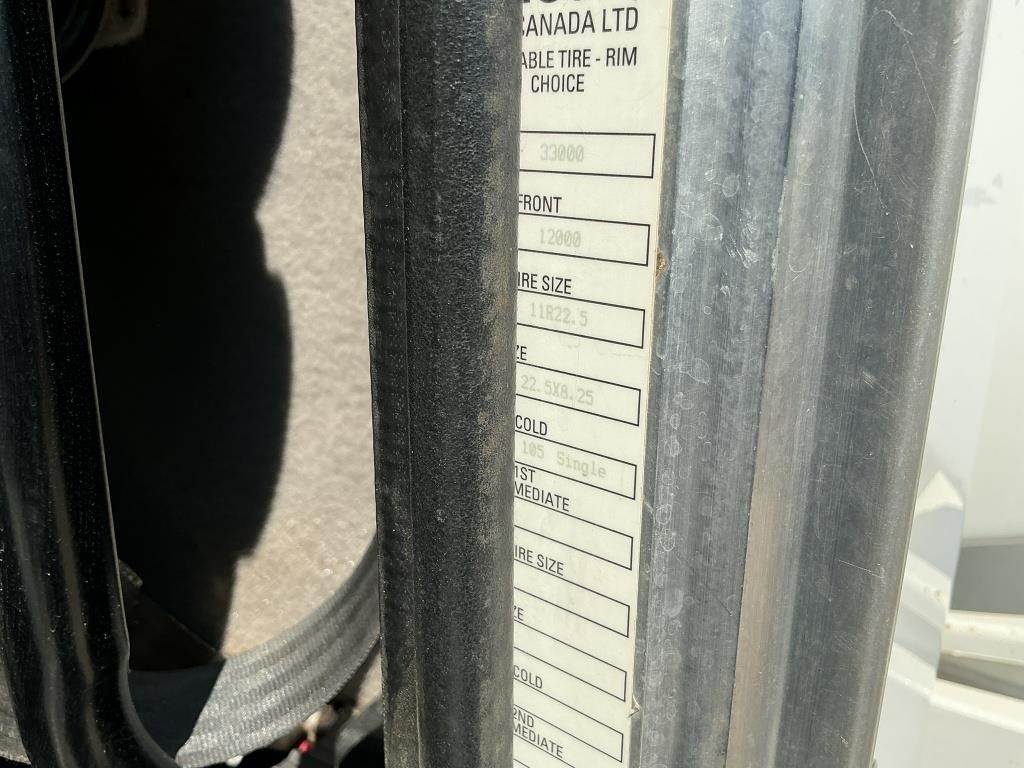 CANADA LTD
ABLE TIRE - RIM
CHOICE
33000
FRONT
12000
IRE SIZE
11R22.5
ZE
22.5X8.25
COLD
105 Single
1ST
MEDIATE
IRE SIZE
ZE
COLD
2ND
MEDIATE